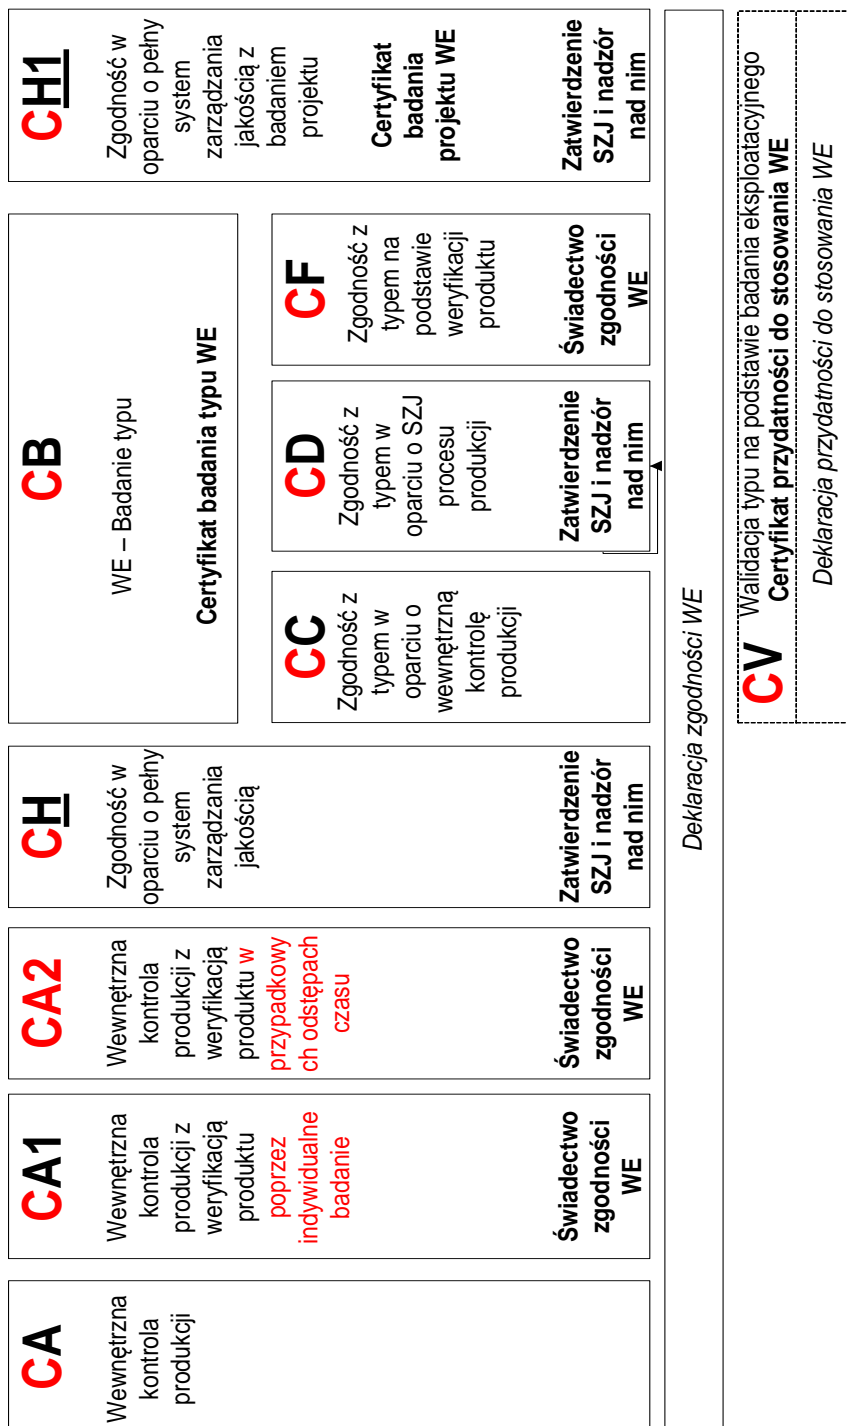 CA
Wewnętrzna
kontrola
produkcji
CA1
Wewnętrzna
kontrola
produkcji z
weryfikacją
produktu
poprzez
indywidualne
badanie
Świadectwo
zgodności
WE
CA2
Wewnętrzna
kontrola
produkcji z
weryfikacją
produktu w
przypadkowy
ch odstępach
czasu
Świadectwo
zgodności
WE
CH
Zgodność w
oparciu o pełny
system
zarządzania
jakością
Zatwierdzenie
SZJ i nadzór
nad nim
CB
WE – Badanie typu
Certyfikat badania typu WE
CC
Zgodność z
typem w
oparciu o
wewnętrzną
kontrolę
produkcji
CD
Zgodność z
typem w
oparciu o SZJ
procesu
produkcji
Zatwierdzenie
SZJ i nadzór
nad nim
CF
Zgodność z
typem na
podstawie
weryfikacji
produktu
Świadectwo
zgodności
WE
CH1
Zgodność w
oparciu o pełny
system
zarządzania
jakością z
badaniem
projektu
Certyfikat
badania
projektu WE
Zatwierdzenie
SZJ i nadzór
nad nim
Deklaracja zgodności WE
CV Walidacja typu na podstawie badania eksploatacyjnego
Certyfikat przydatności do stosowania WE
Deklaracja przydatności do stosowania WE